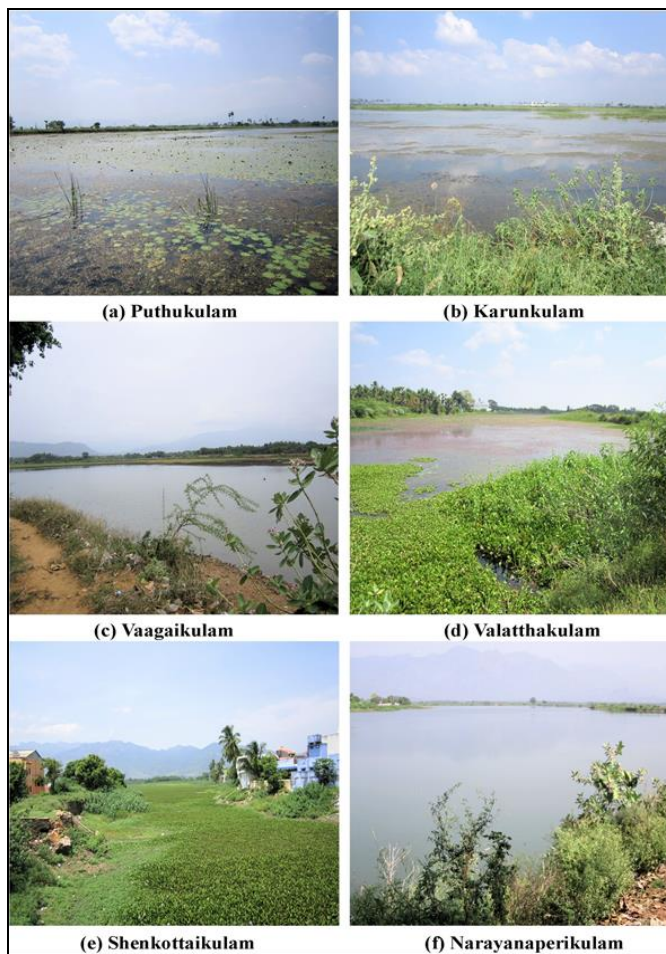 (a) Puthukulam
(b) Karunkulam
(c) Vaagaikulam
(d) Valatthakulam
(e) Shenkottaikulam
(f) Narayanaperikulam